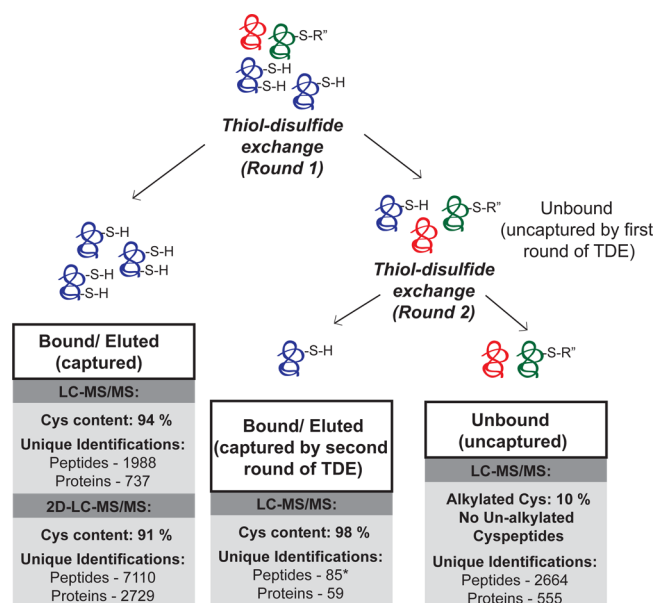 -S-R"
-S-H
-S-H
-S-H
Thiol-disulfide
exchange
(Round 1)
-S-H
-S-H
-S-H
-S-H
-S-H
-S-H
-S-R"
Unbound
(uncaptured by first
round of TDE)
Thiol-disulfide
exchange
(Round 2)
-S-H
-S-R"
Bound/ Eluted
(captured)
LC-MS/MS:
Cys content: 94 %
Unique Identifications:
Peptides - 1988
Proteins - 737
2D-LC-MS/MS:
Cys content: 91 %
Unique Identifications:
Peptides - 7110
Proteins - 2729
Bound/ Eluted
(captured by second
round of TDE)
LC-MS/MS:
Cys content: 98 %
Unique Identifications:
Peptides - 85*
Proteins - 59
Unbound
(uncaptured)
LC-MS/MS:
Alkylated Cys: 10 %
No Un-alkylated
Cyspeptides
Unique Identifications:
Peptides - 2664
Proteins - 555